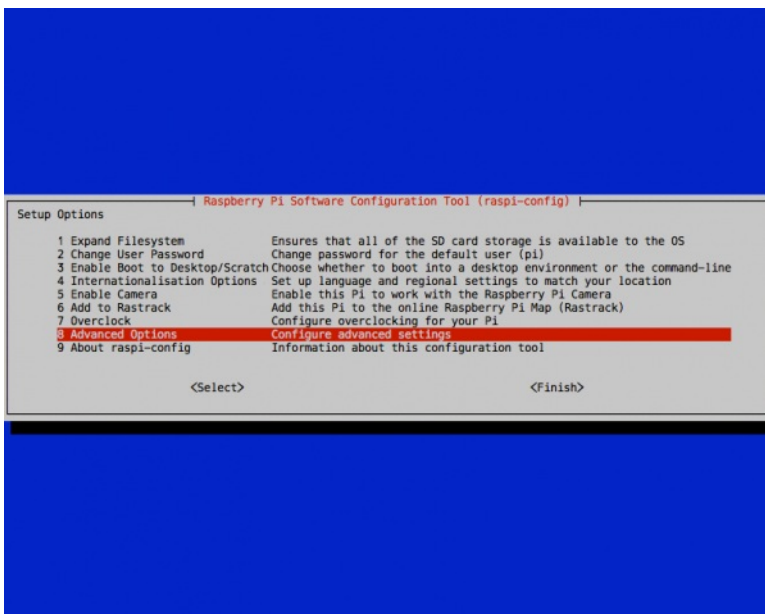 Raspberry Pi Software Configuration Tool (raspi-config)
Setup Options
1 Expand Filesystem Ensures that all of the SD card storage is available to the OS
2 Change User Password Change password for the default user (pi)
3 Enable Boot to Desktop/Scratch Choose whether to boot into a desktop environment or the command-line
4 Internationalisation Options Set up language and regional settings to match your location
5 Enable Camera Enable this Pi to work with the Raspberry Pi Camera
6 Add to Rastrack Add this Pi to the online Raspberry Pi Map (Rastrack)
7 Overclock Configure overclocking for your Pi
8 Advanced Options Configure advanced settings
9 About raspi-config Information about this configuration tool
<Select> <Finish>